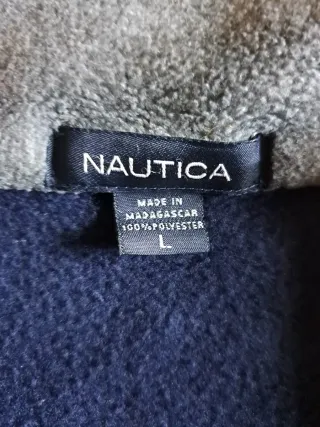 NAUTICA
MADE IN
MADAGASCAR
100% POLYESTER
L